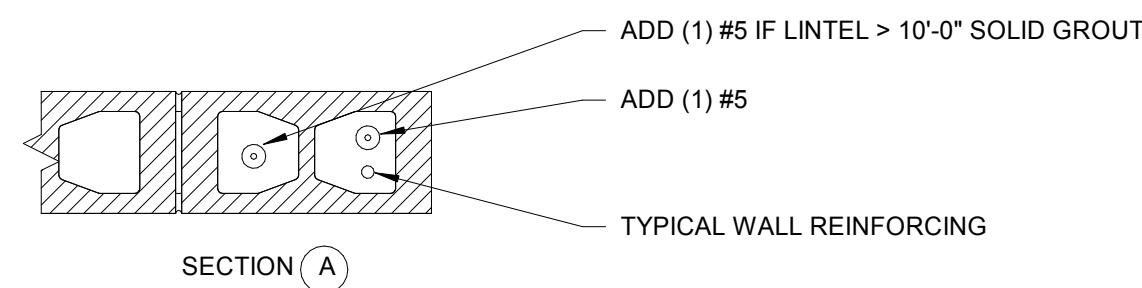 ADD (1) #5 IF LINTEL > 10'-0" SOLID GROUT
ADD (1) #5
TYPICAL WALL REINFORCING
SECTION A